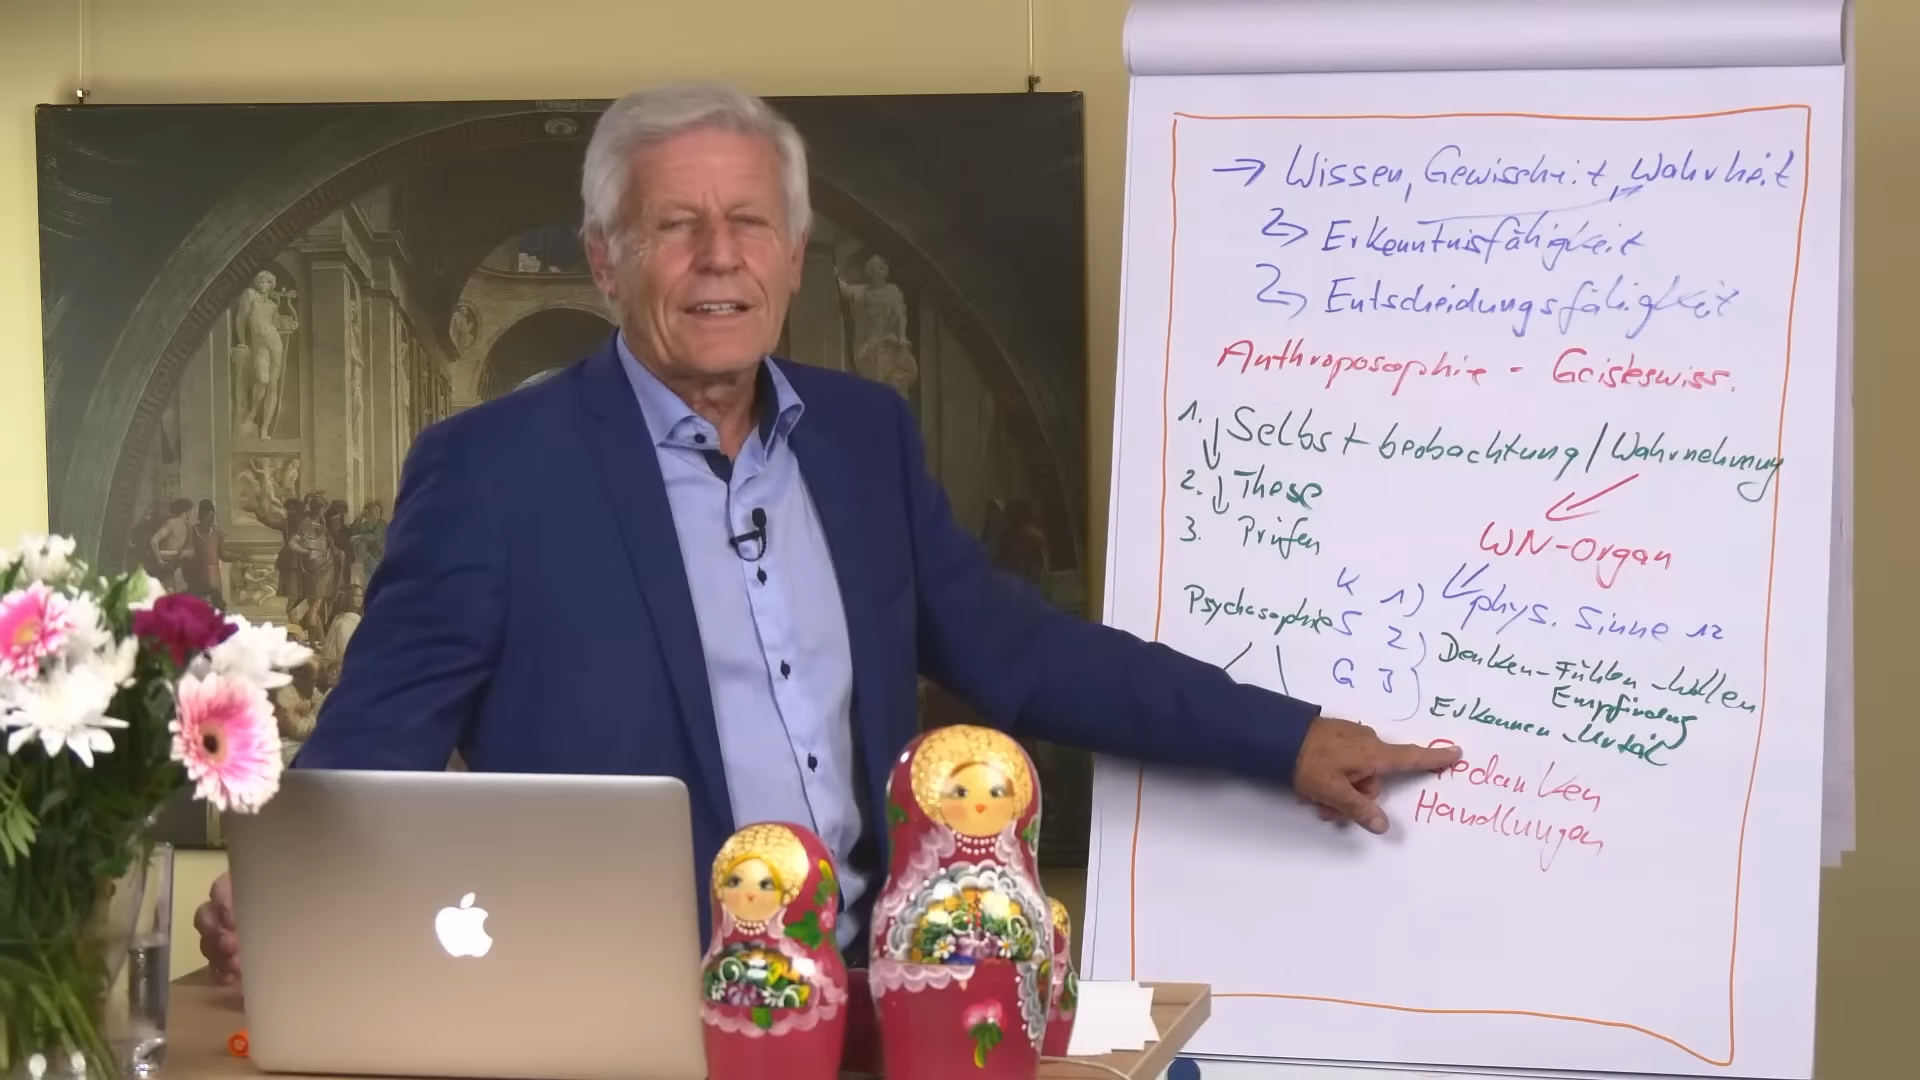 → Wissen, Gewissheit, Wahrheit
Erkenntnisfähigkeit
Entscheidungsfähigkeit
Anthroposophie - Geisteswiss.
1. Selbstbeobachtung / Wahrnehmung
2. These
3. Prüfen
WN-Organ
K 1) phys. Sinne 12
Psychosophie S 2) Denken-Fühlen-Wollen
Empfindung
G 3 Erkennen-Urteil
Gedanken
Handlungen